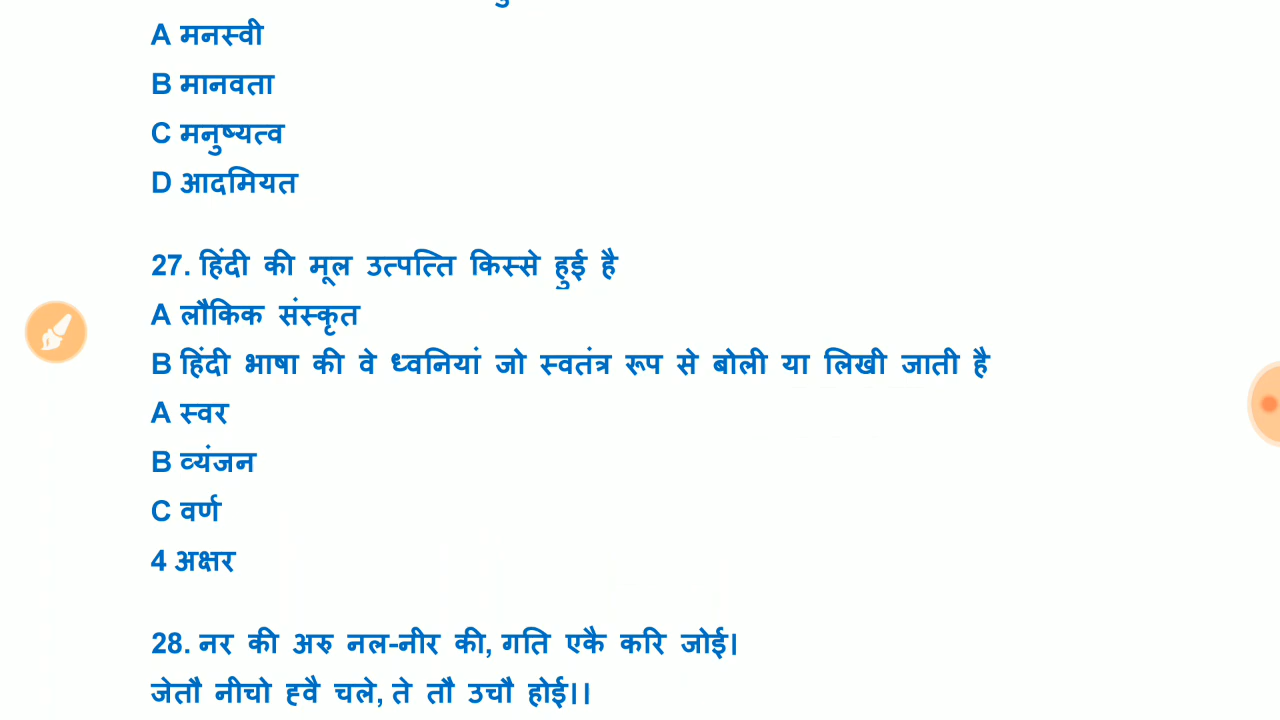 A मनस्वी
B मानवता
C मनुष्यत्व
D आदमियत
27. हिंदी की मूल उत्पत्ति किस्से हुई है
A लौकिक संस्कृत
B हिंदी भाषा की वे ध्वनियां जो स्वतंत्र रूप से बोली या लिखी जाती है
A स्वर
B व्यंजन
C वर्ण
4 अक्षर
28. नर की अरु नल-नीर की, गति एकै करि जोई।
जेतौ नीचो ह्वै चले, ते तौ उचौ होई।।